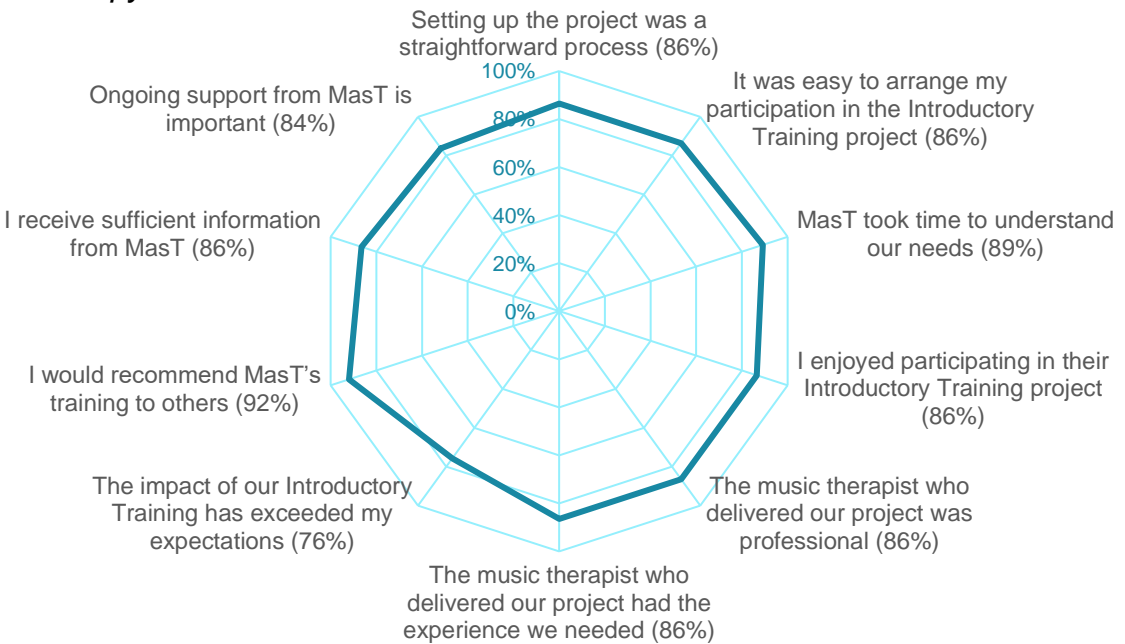 Setting up the project was a
straightforward process (86%)
It was easy to arrange my
participation in the Introductory
Training project (86%)
MasT took time to understand
our needs (89%)
I enjoyed participating in their
Introductory Training project
(86%)
The music therapist who
delivered our project was
professional (86%)
The music therapist who
delivered our project had the
experience we needed (86%)
The impact of our Introductory
Training has exceeded my
expectations (76%)
I would recommend MasT’s
training to others (92%)
I receive sufficient information
from MasT (86%)
Ongoing support from MasT is
important (84%)
100%
80%
60%
40%
20%
0%